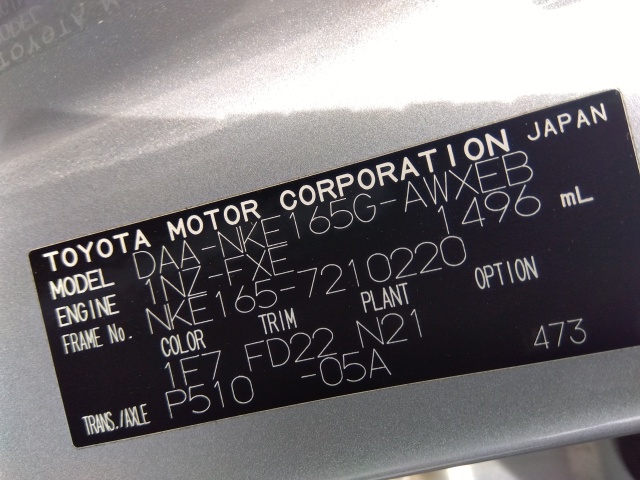 TOYOTA MOTOR CORPORATION JAPAN
MODEL DAA-NKE165G-AWXEB
ENGINE 1NZ-FXE 1496 mL
FRAME No. NKE165-7210220
COLOR TRIM PLANT OPTION
1F7 FD22 N21 473
TRANS./AXLE P510 -05A